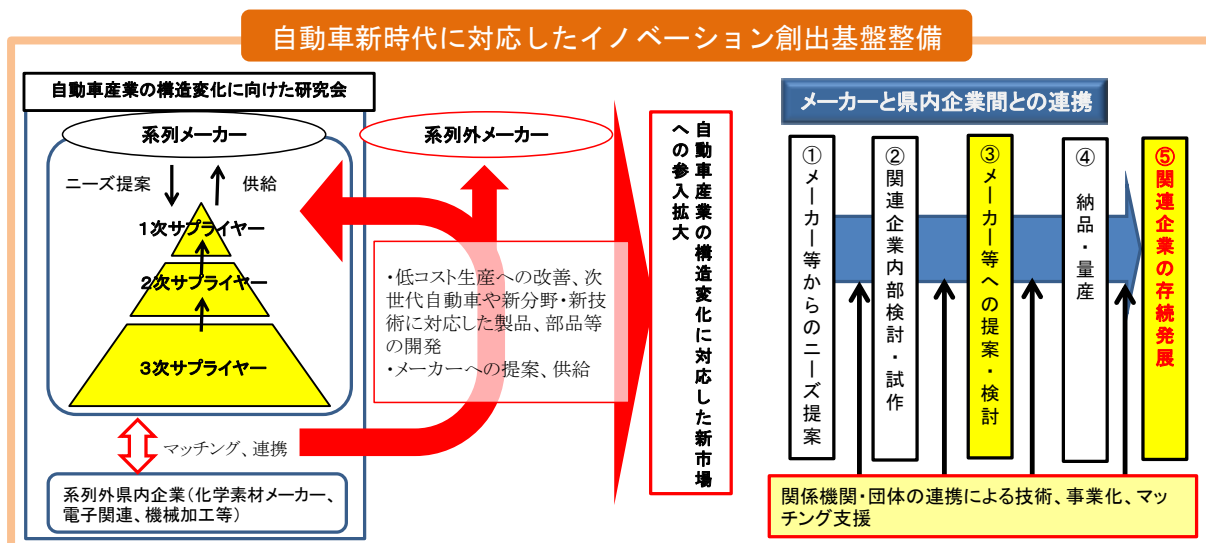 自動車新時代に対応したイノベーション創出基盤整備
自動車産業の構造変化に向けた研究会
系列メーカー
ニーズ提案
供給
1次サプライヤー
2次サプライヤー
3次サプライヤー
マッチング、連携
系列外県内企業（化学素材メーカー、
電子関連、機械加工等）
系列外メーカー
・低コスト生産への改善、次
世代自動車や新分野・新技
術に対応した製品、部品等
の開発
・メーカーへの提案、供給
自動車産業の構造変化に対応した新市場
への参入拡大
メーカーと県内企業間との連携
①メーカー等からのニーズ提案
②関連企業内部検討・試作
③メーカー等への提案・検討
④ 納品・量産
⑤関連企業の存続発展
関係機関・団体の連携による技術、事業化、マッ
チング支援